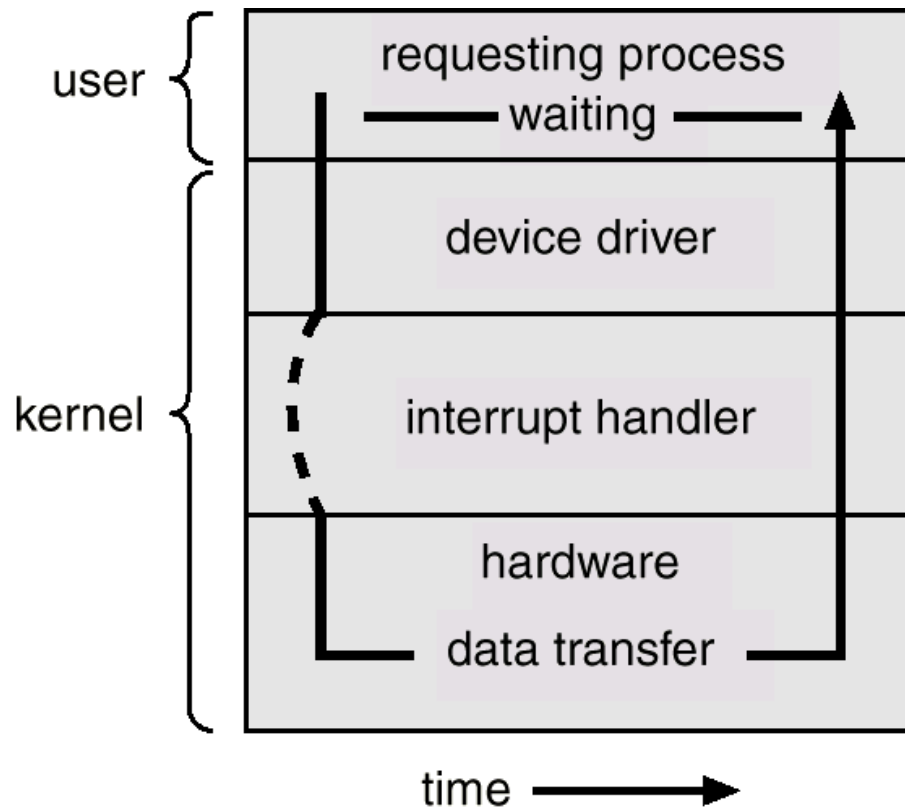 user
requesting process
waiting
device driver
kernel
interrupt handler
hardware
data transfer
time